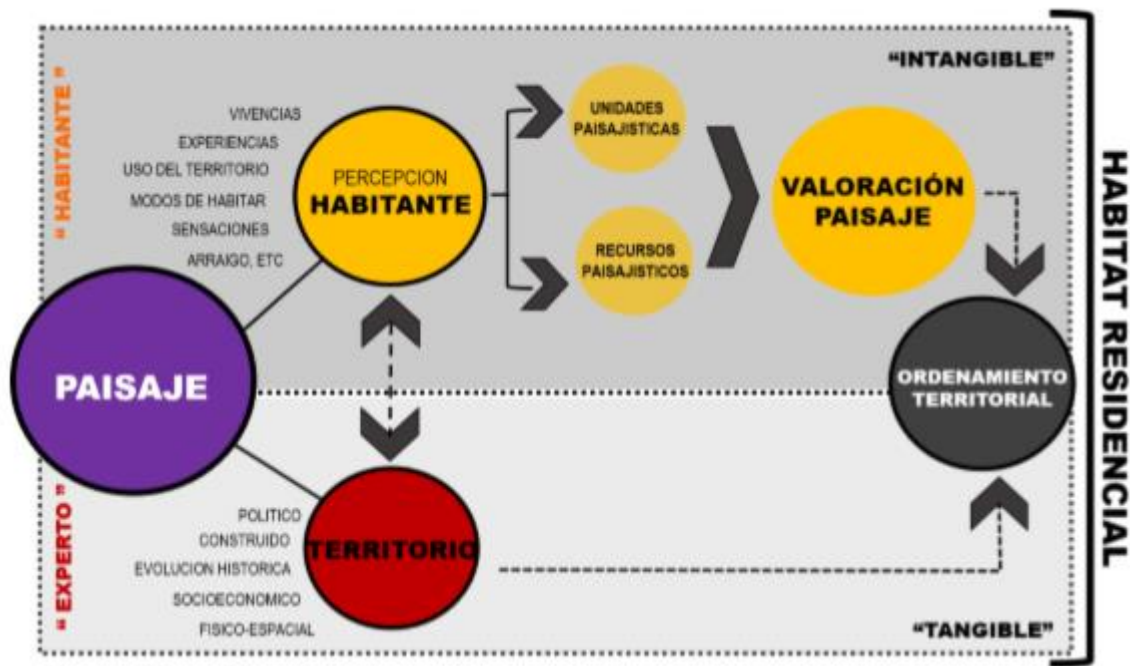 “INTANGIBLE”
“ HABITANTE ”
VIVENCIAS
EXPERIENCIAS
USO DEL TERRITORIO
MODOS DE HABITAR
SENSACIONES
ARRAIGO, ETC
PERCEPCION
HABITANTE
UNIDADES
PAISAJISTICAS
RECURSOS
PAISAJISTICOS
VALORACIÓN
PAISAJE
PAISAJE
ORDENAMIENTO
TERRITORIAL
HABITAT RESIDENCIAL
“ EXPERTO ”
POLITICO
CONSTRUIDO
EVOLUCION HISTORICA
SOCIOECONOMICO
FISICO-ESPACIAL
TERRITORIO
“TANGIBLE”